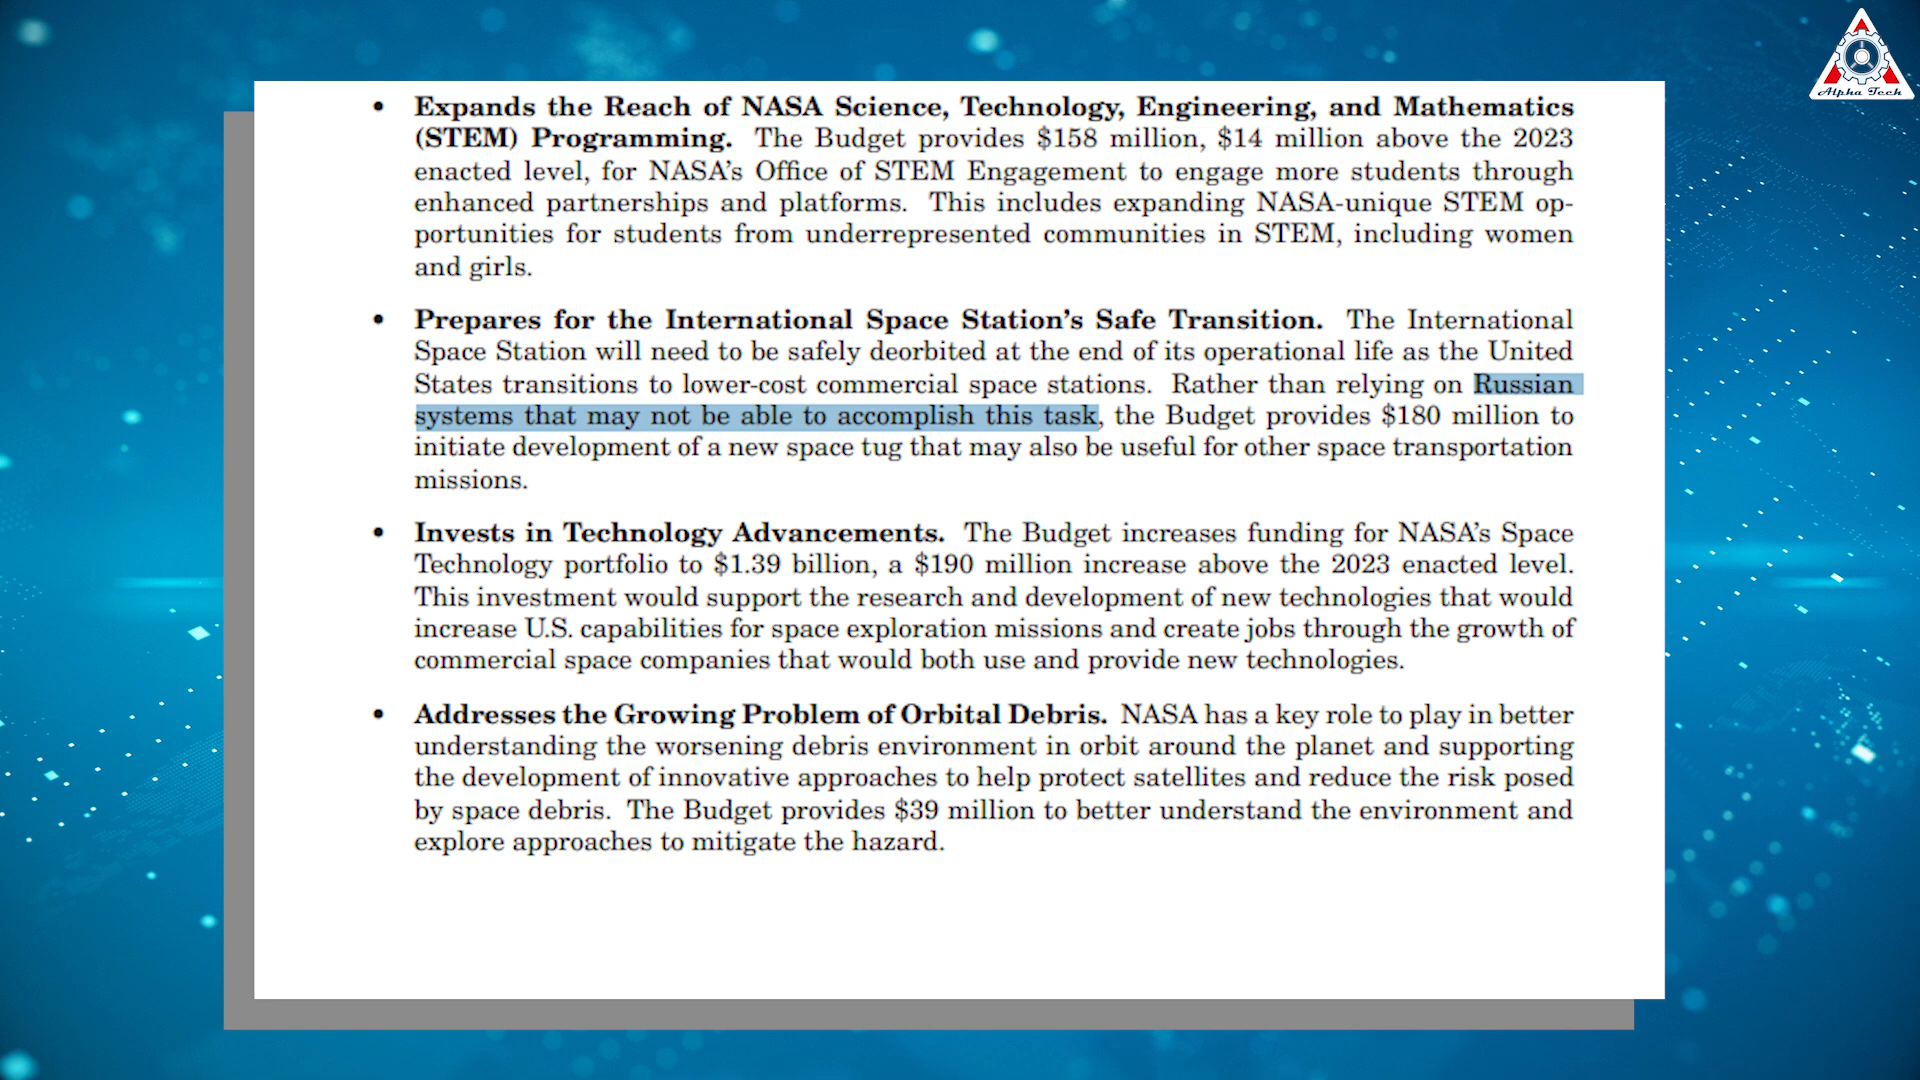 Alpha Tech
• Expands the Reach of NASA Science, Technology, Engineering, and Mathematics
(STEM) Programming. The Budget provides $158 million, $14 million above the 2023
enacted level, for NASA’s Office of STEM Engagement to engage more students through
enhanced partnerships and platforms. This includes expanding NASA-unique STEM op-
portunities for students from underrepresented communities in STEM, including women
and girls.
• Prepares for the International Space Station’s Safe Transition. The International
Space Station will need to be safely deorbited at the end of its operational life as the United
States transitions to lower-cost commercial space stations. Rather than relying on Russian
systems that may not be able to accomplish this task, the Budget provides $180 million to
initiate development of a new space tug that may also be useful for other space transportation
missions.
• Invests in Technology Advancements. The Budget increases funding for NASA’s Space
Technology portfolio to $1.39 billion, a $190 million increase above the 2023 enacted level.
This investment would support the research and development of new technologies that would
increase U.S. capabilities for space exploration missions and create jobs through the growth of
commercial space companies that would both use and provide new technologies.
• Addresses the Growing Problem of Orbital Debris. NASA has a key role to play in better
understanding the worsening debris environment in orbit around the planet and supporting
the development of innovative approaches to help protect satellites and reduce the risk posed
by space debris. The Budget provides $39 million to better understand the environment and
explore approaches to mitigate the hazard.